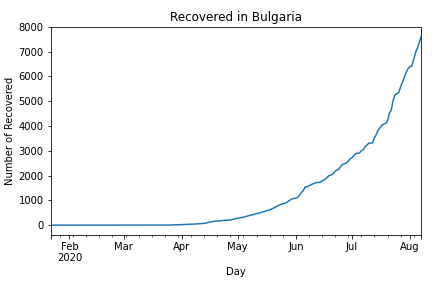 Recovered in Bulgaria
Number of Recovered
8000
7000
6000
5000
4000
3000
2000
1000
0
Feb Mar Apr May Jun Jul Aug
2020
Day